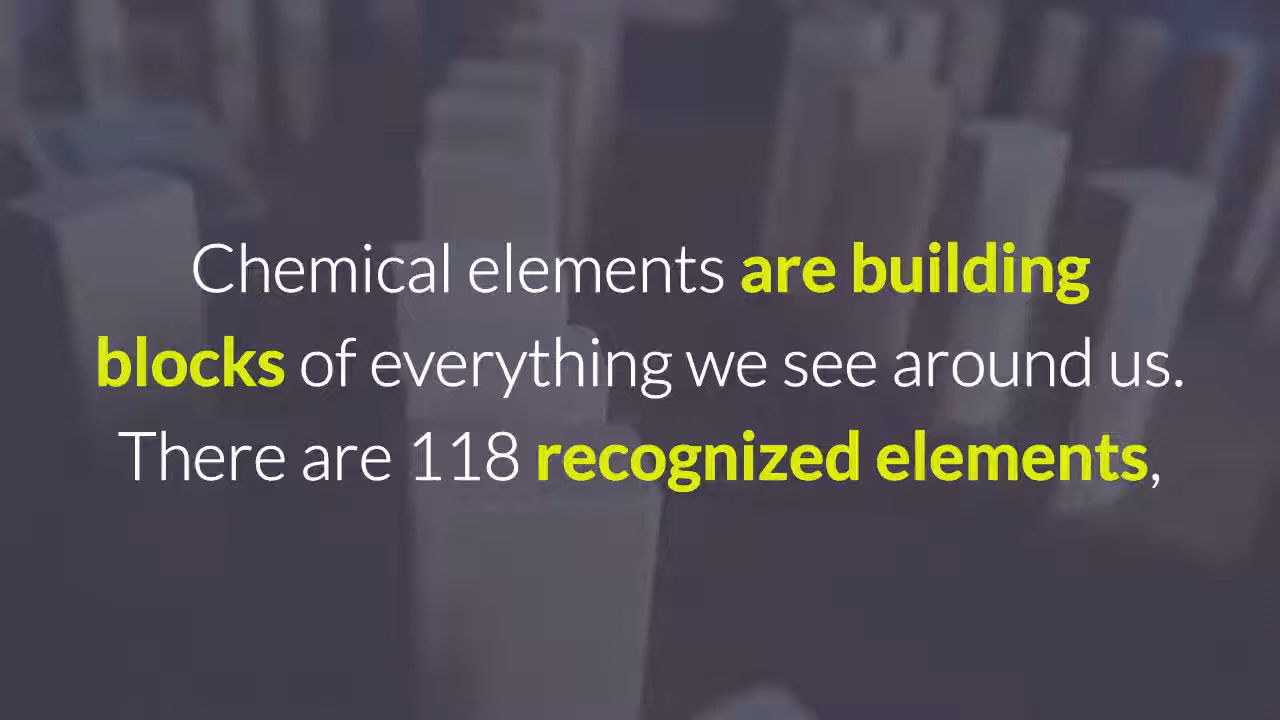 Chemical elements are building
blocks of everything we see around us.
There are 118 recognized elements,